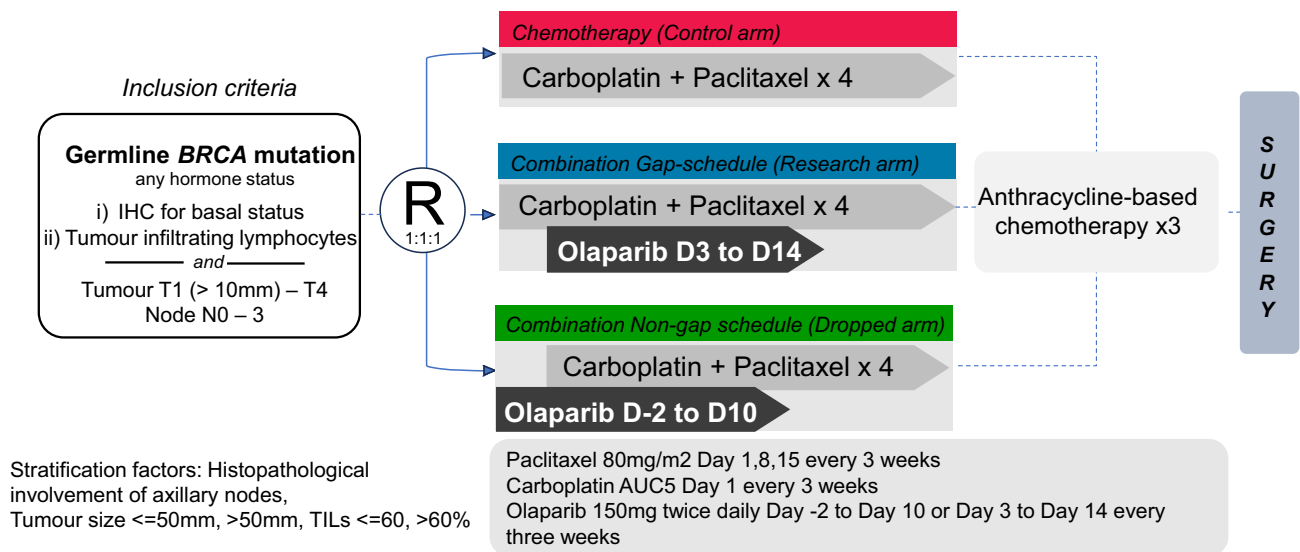 Inclusion criteria
Germline BRCA mutation
any hormone status
i) IHC for basal status
ii) Tumour infiltrating lymphocytes
and
Tumour T1 (> 10mm) – T4
Node N0 – 3
R
1:1:1
Chemotherapy (Control arm)
Carboplatin + Paclitaxel x 4
Combination Gap-schedule (Research arm)
Carboplatin + Paclitaxel x 4
Olaparib D3 to D14
Combination Non-gap schedule (Dropped arm)
Carboplatin + Paclitaxel x 4
Olaparib D-2 to D10
Anthracycline-based
chemotherapy x3
SURGERY
Stratification factors: Histopathological
involvement of axillary nodes,
Tumour size <=50mm, >50mm, TILs <=60, >60%
Paclitaxel 80mg/m2 Day 1,8,15 every 3 weeks
Carboplatin AUC5 Day 1 every 3 weeks
Olaparib 150mg twice daily Day -2 to Day 10 or Day 3 to Day 14 every
three weeks